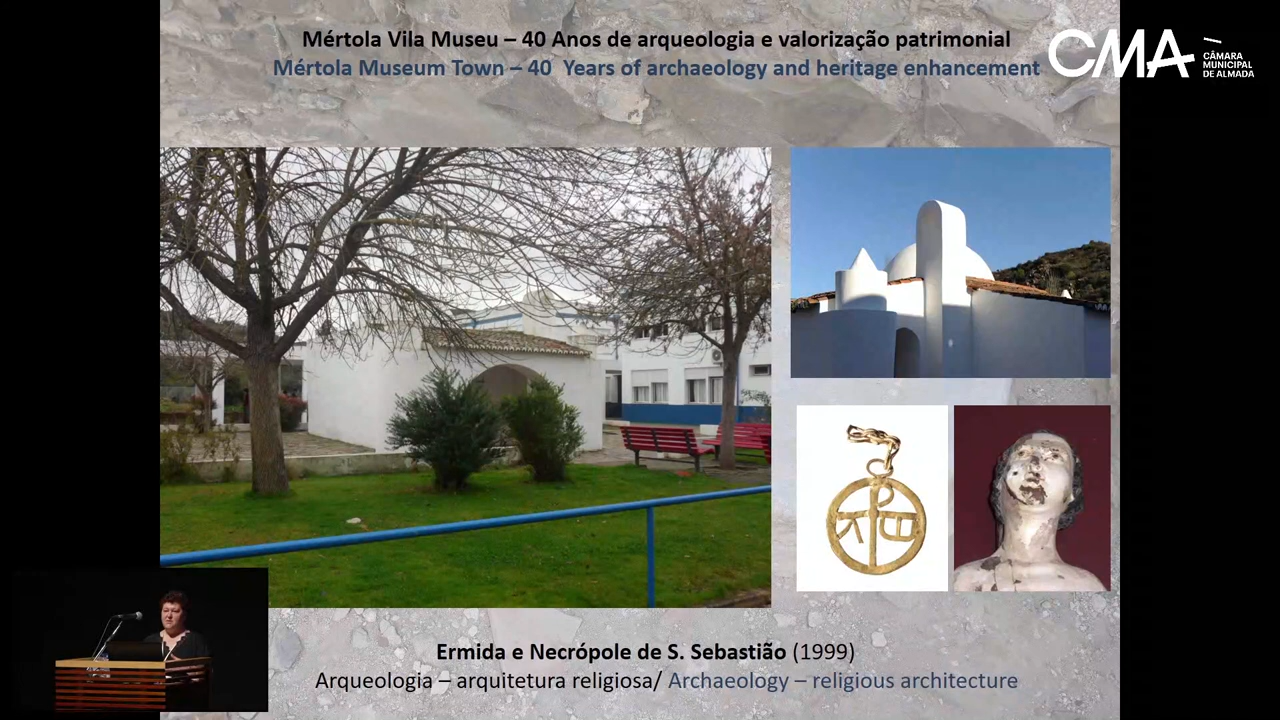 Mértola Vila Museu – 40 Anos de arqueologia e valorização patrimonial
Mértola Museum Town – 40 Years of archaeology and heritage enhancement
CMA
CÂMARA
MUNICIPAL
DE ALMADA
Ermida e Necrópole de S. Sebastião (1999)
Arqueologia – arquitetura religiosa/ Archaeology – religious architecture